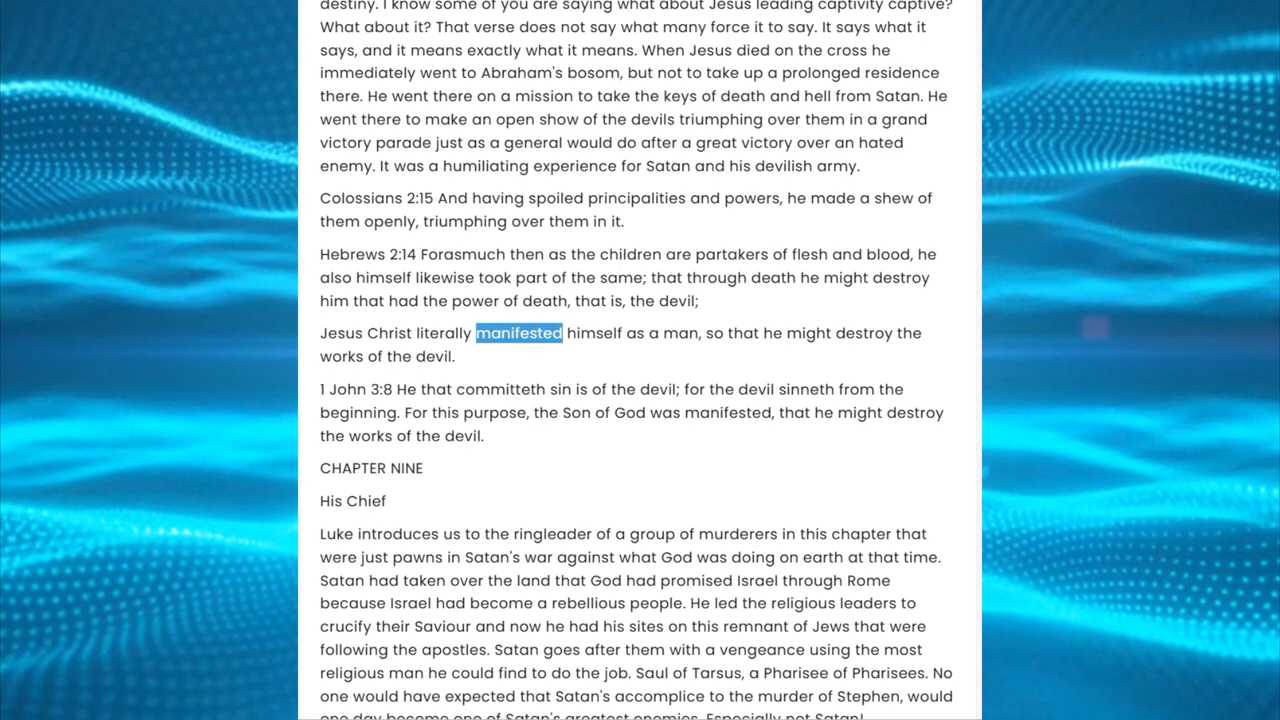 destiny. I know some of you are saying what about Jesus leading captivity captive?
What about it? That verse does not say what many force it to say. It says what it
says, and it means exactly what it means. When Jesus died on the cross he
immediately went to Abraham's bosom, but not to take up a prolonged residence
there. He went there on a mission to take the keys of death and hell from Satan. He
went there to make an open show of the devils triumphing over them in a grand
victory parade just as a general would do after a great victory over an hated
enemy. It was a humiliating experience for Satan and his devilish army.
Colossians 2:15 And having spoiled principalities and powers, he made a shew of
them openly, triumphing over them in it.
Hebrews 2:14 Forasmuch then as the children are partakers of flesh and blood, he
also himself likewise took part of the same; that through death he might destroy
him that had the power of death, that is, the devil;
Jesus Christ literally manifested himself as a man, so that he might destroy the
works of the devil.
1 John 3:8 He that committeth sin is of the devil; for the devil sinneth from the
beginning. For this purpose, the Son of God was manifested, that he might destroy
the works of the devil.
CHAPTER NINE
His Chief
Luke introduces us to the ringleader of a group of murderers in this chapter that
were just pawns in Satan's war against what God was doing on earth at that time.
Satan had taken over the land that God had promised Israel through Rome
because Israel had become a rebellious people. He led the religious leaders to
crucify their Saviour and now he had his sites on this remnant of Jews that were
following the apostles. Satan goes after them with a vengeance using the most
religious man he could find to do the job. Saul of Tarsus, a Pharisee of Pharisees. No
one would have expected that Satan's accomplice to the murder of Stephen, would
one day become one of Satan's greatest enemies. Especially not Satan!